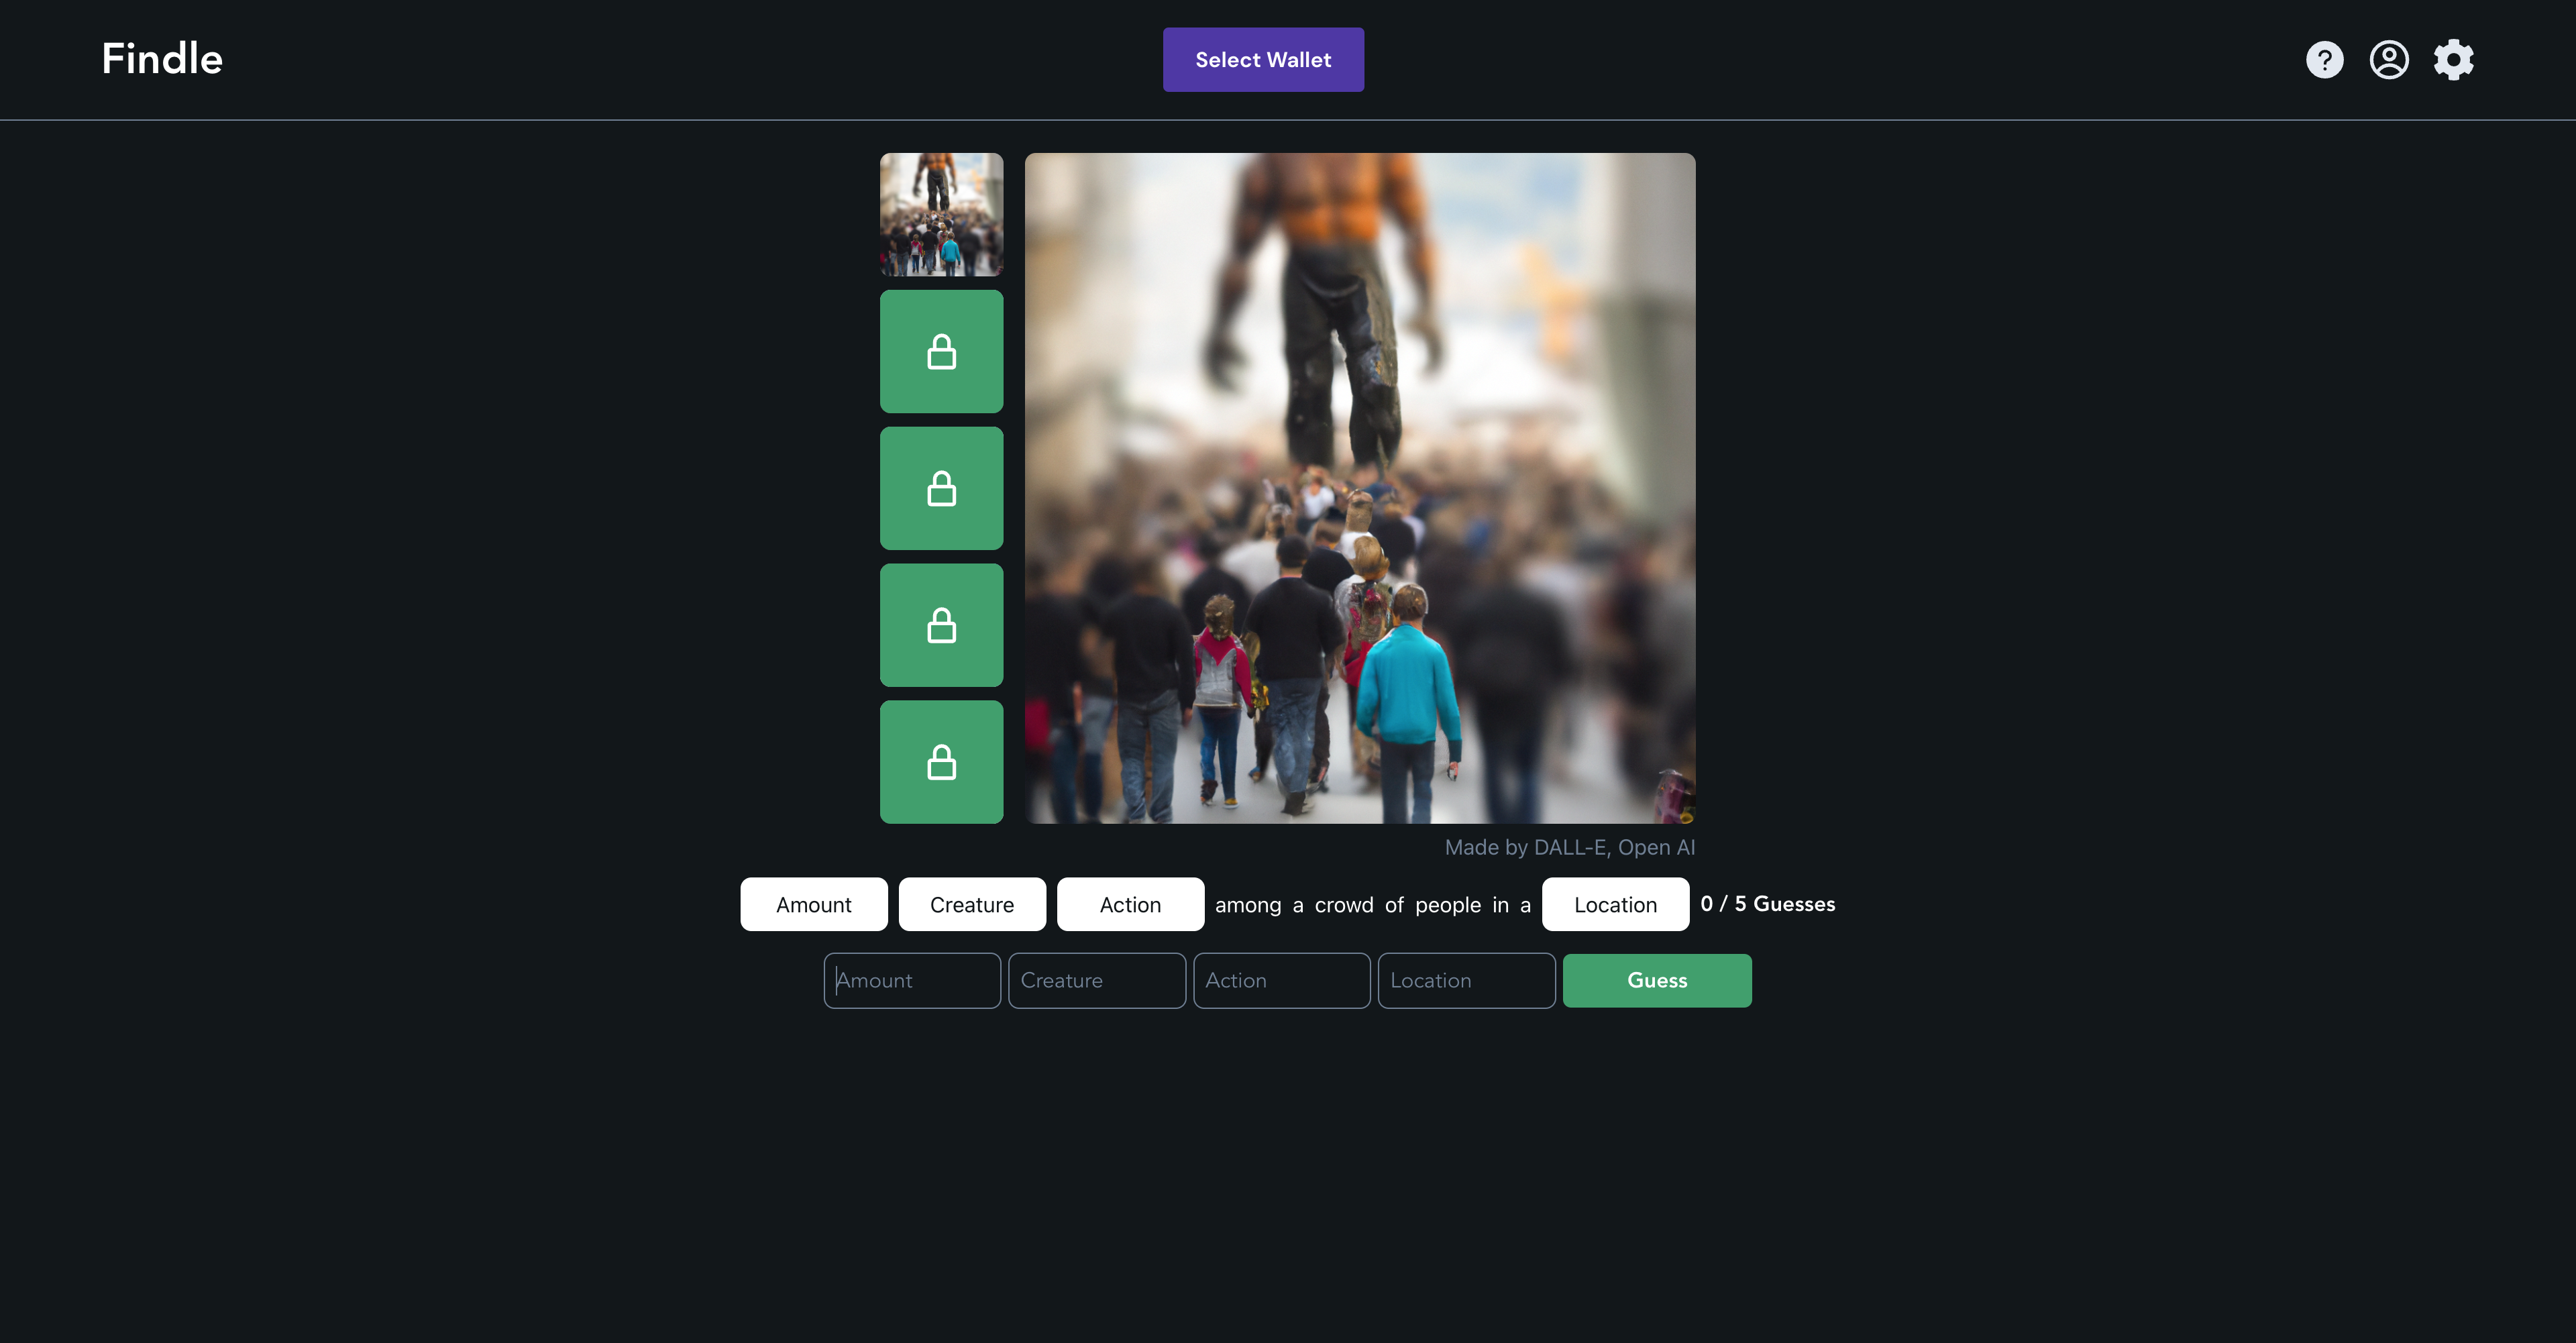 Findle
Select Wallet
?
Made by DALL-E, Open AI
Amount Creature Action among a crowd of people in a Location 0 / 5 Guesses
Amount Creature Action Location Guess